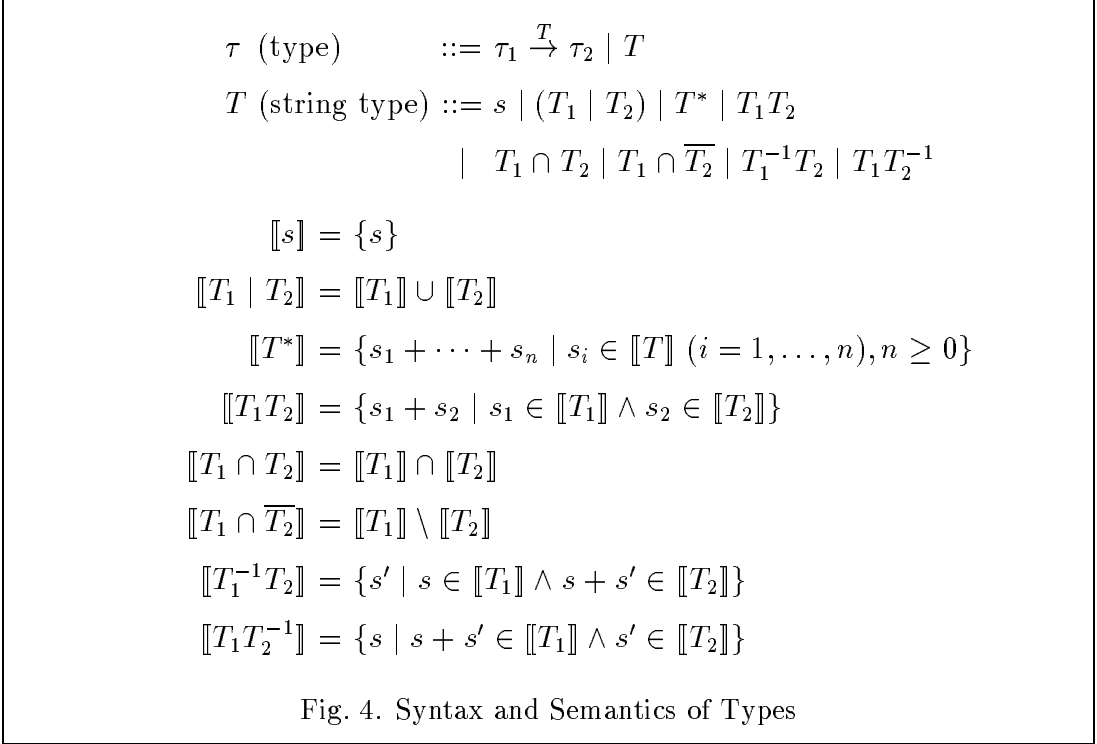 τ (type) ::= τ₁ →ᵀ τ₂ | T
T (string type) ::= s | (T₁ | T₂) | T* | T₁T₂
| T₁ ∩ T₂ | T₁ ∩ T̅₂̅ | T₁⁻¹T₂ | T₁T₂⁻¹
⟦s⟧ = {s}
⟦T₁ | T₂⟧ = ⟦T₁⟧ ∪ ⟦T₂⟧
⟦T*⟧ = {s₁ + ⋯ + sₙ | sᵢ ∈ ⟦T⟧ (i = 1, . . . , n), n ≥ 0}
⟦T₁T₂⟧ = {s₁ + s₂ | s₁ ∈ ⟦T₁⟧ ∧ s₂ ∈ ⟦T₂⟧}
⟦T₁ ∩ T₂⟧ = ⟦T₁⟧ ∩ ⟦T₂⟧
⟦T₁ ∩ T̅₂̅⟧ = ⟦T₁⟧ \ ⟦T₂⟧
⟦T₁⁻¹T₂⟧ = {s′ | s ∈ ⟦T₁⟧ ∧ s + s′ ∈ ⟦T₂⟧}
⟦T₁T₂⁻¹⟧ = {s | s + s′ ∈ ⟦T₁⟧ ∧ s′ ∈ ⟦T₂⟧}
Fig. 4. Syntax and Semantics of Types